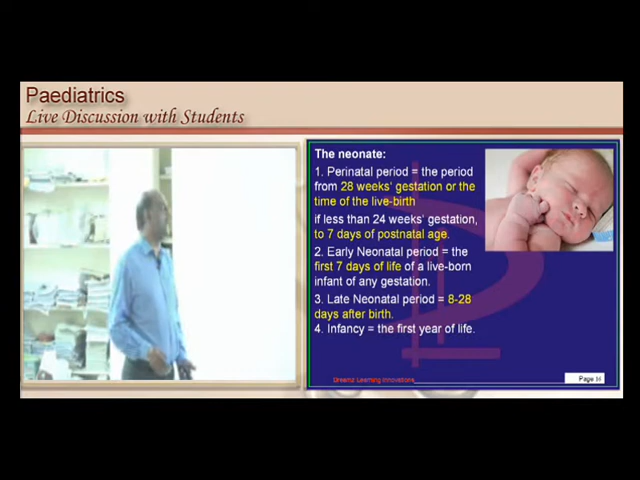 Paediatrics
Live Discussion with Students
The neonate:
1. Perinatal period = the period
from 28 weeks' gestation or the
time of the live-birth
if less than 24 weeks' gestation,
to 7 days of postnatal age.
2. Early Neonatal period = the
first 7 days of life of a live-born
infant of any gestation.
3. Late Neonatal period = 8-28
days after birth.
4. Infancy = the first year of life.
Dreamz Learning Innovations
Page 16